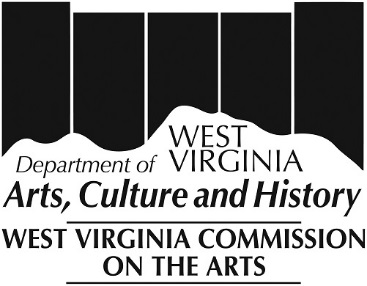 WEST
Department of VIRGINIA
Arts, Culture and History
WEST VIRGINIA COMMISSION
ON THE ARTS